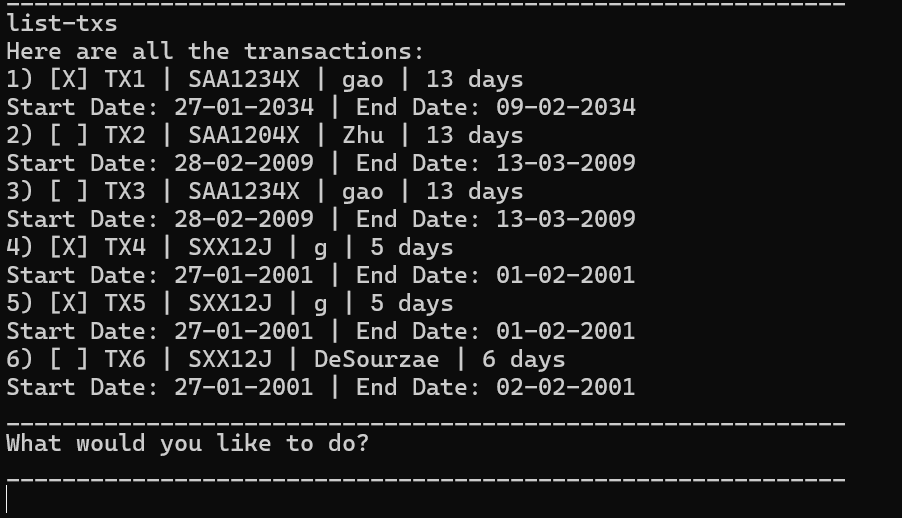 list-txs
Here are all the transactions:
1) [X] TX1 | SAA1234X | gao | 13 days
Start Date: 27-01-2034 | End Date: 09-02-2034
2) [ ] TX2 | SAA1204X | Zhu | 13 days
Start Date: 28-02-2009 | End Date: 13-03-2009
3) [ ] TX3 | SAA1234X | gao | 13 days
Start Date: 28-02-2009 | End Date: 13-03-2009
4) [X] TX4 | SXX12J | g | 5 days
Start Date: 27-01-2001 | End Date: 01-02-2001
5) [X] TX5 | SXX12J | g | 5 days
Start Date: 27-01-2001 | End Date: 01-02-2001
6) [ ] TX6 | SXX12J | DeSourzae | 6 days
Start Date: 27-01-2001 | End Date: 02-02-2001
What would you like to do?